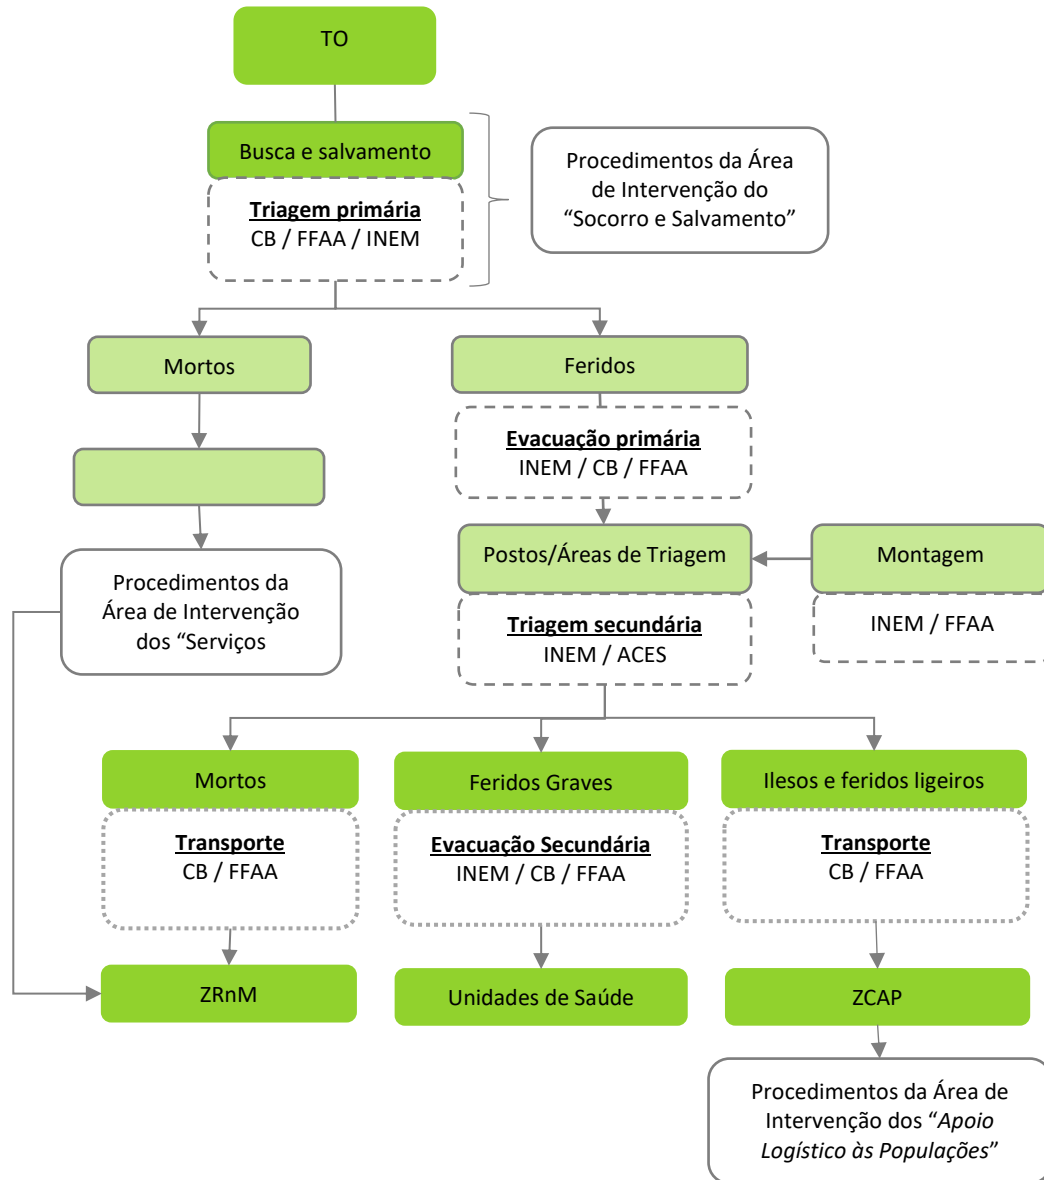 TO
Busca e salvamento
Triagem primária
CB / FFAA / INEM
Procedimentos da Área
de Intervenção do
“Socorro e Salvamento”
Mortos
Feridos
Evacuação primária
INEM / CB / FFAA
Postos/Áreas de Triagem
Montagem
Procedimentos da
Área de Intervenção
dos “Serviços
Triagem secundária
INEM / ACES
INEM / FFAA
Mortos
Feridos Graves
Ilesos e feridos ligeiros
Transporte
CB / FFAA
Evacuação Secundária
INEM / CB / FFAA
Transporte
CB / FFAA
ZRnM
Unidades de Saúde
ZCAP
Procedimentos da Área de
Intervenção dos “Apoio
Logístico às Populações”